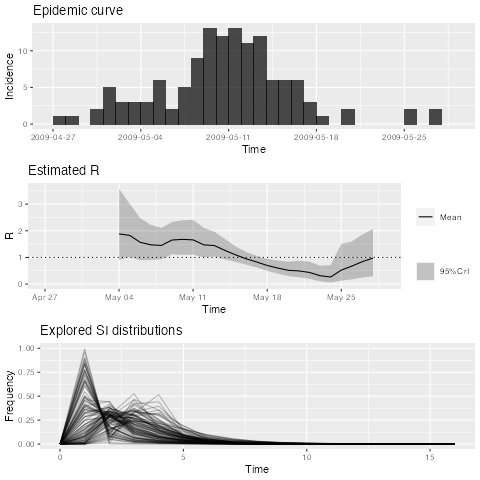 Epidemic curve
10
5
0
Incidence
2009-04-27 2009-05-04 2009-05-11 2009-05-18 2009-05-25
Time
Estimated R
3
2
1
0
R
Apr 27 May 04 May 11 May 18 May 25
Time
Mean
95%CrI
Explored SI distributions
1.00
0.75
0.50
0.25
0.00
Frequency
0 5 10 15
Time